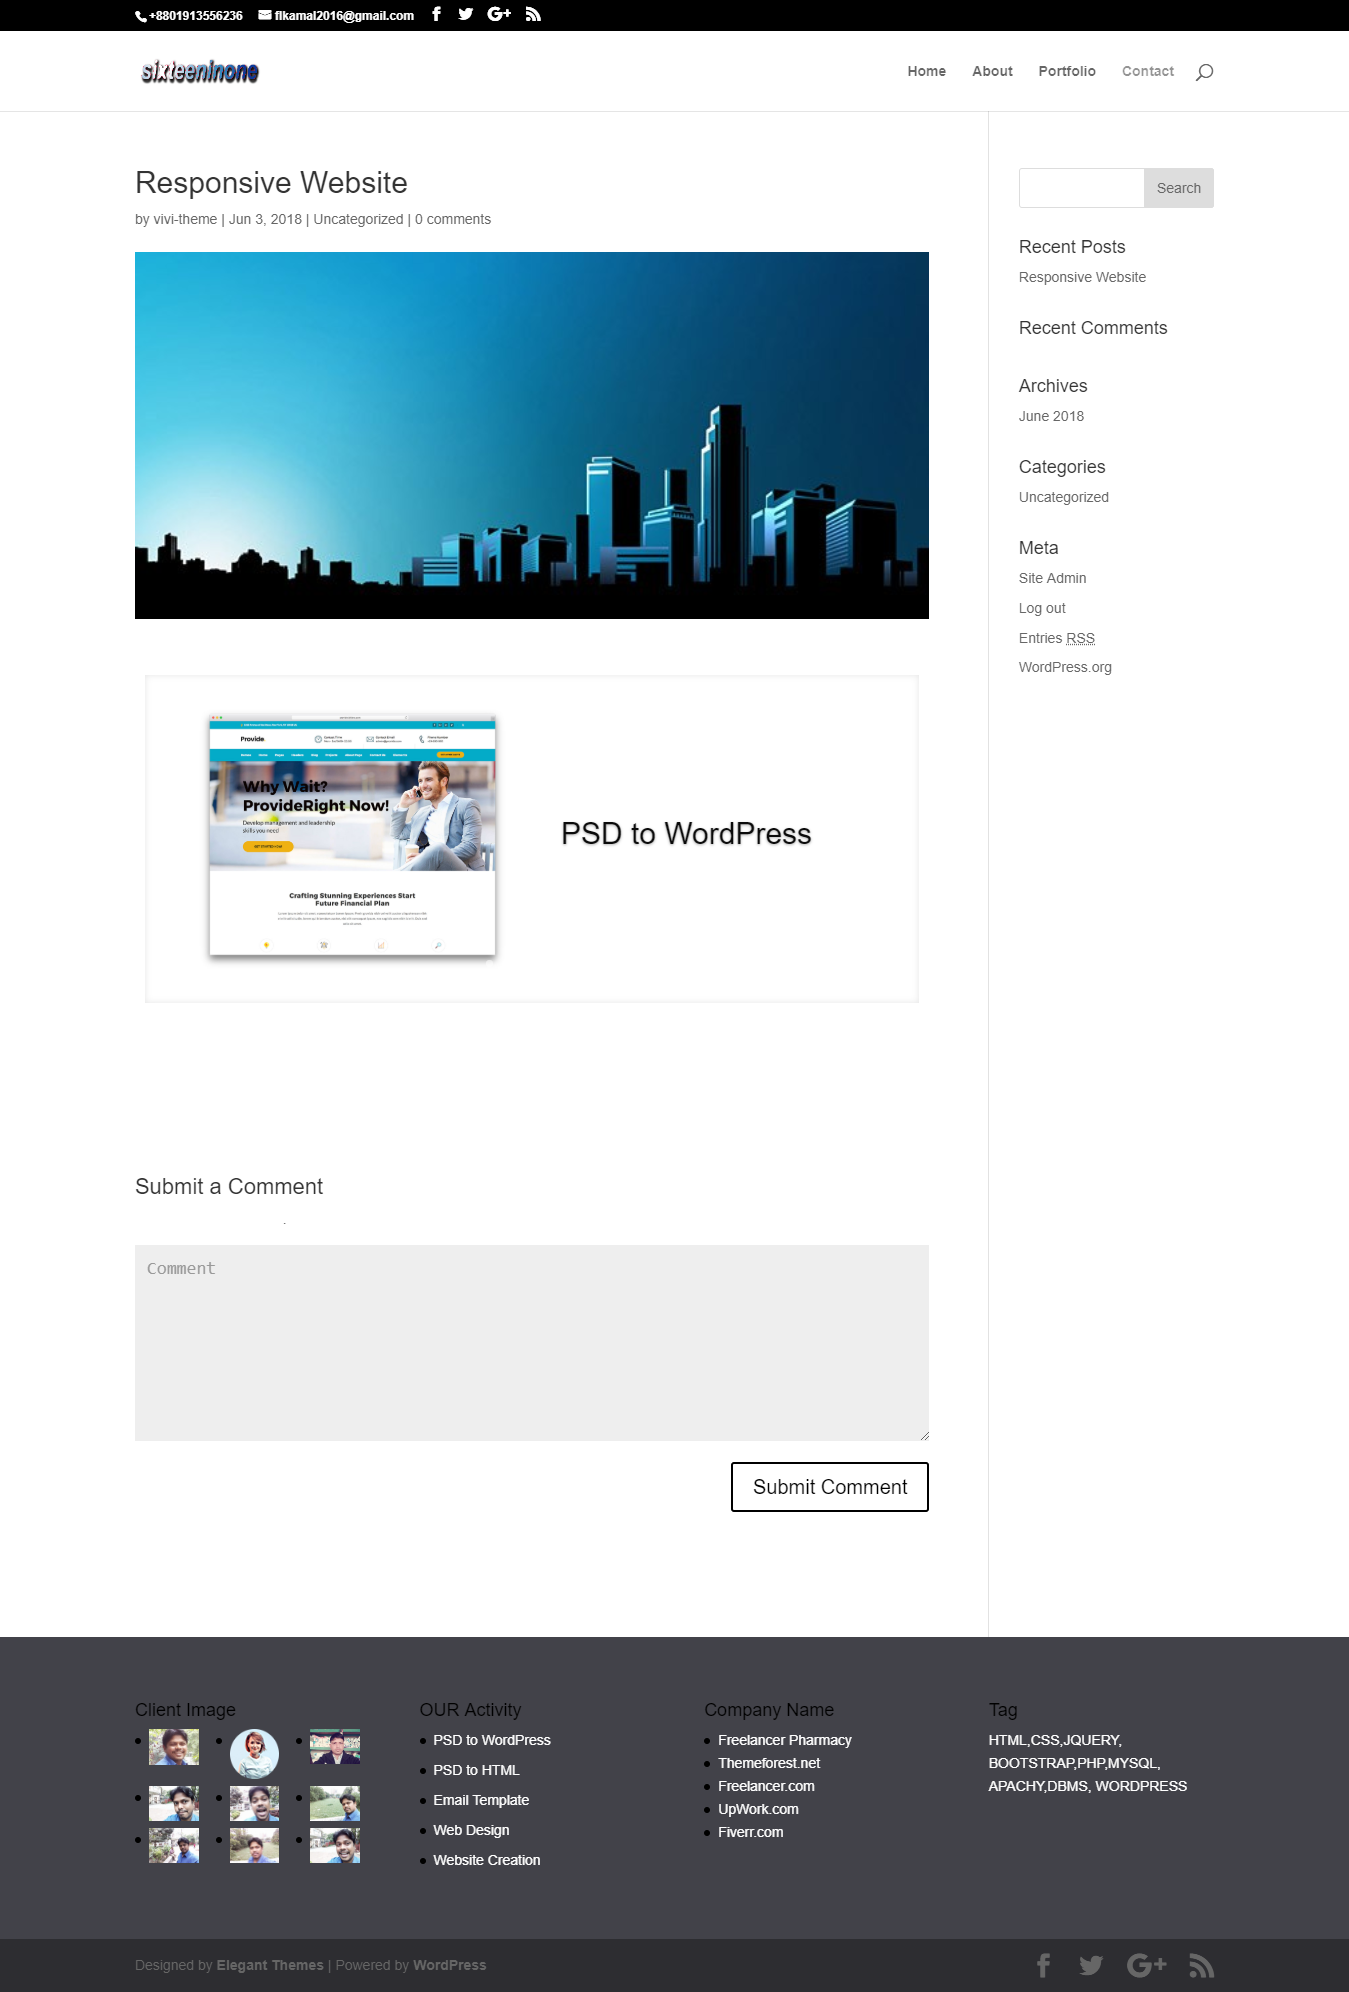 +8801913556236 flkamal2016@gmail.com
sixteeninone
Home About Portfolio Contact
Responsive Website
by vivi-theme | Jun 3, 2018 | Uncategorized | 0 comments
Search
Recent Posts
Responsive Website
Recent Comments
Archives
June 2018
Categories
Uncategorized
Meta
Site Admin
Log out
Entries RSS
WordPress.org
Provide
Why Wait?
ProvideRight Now!
Develop management and leadership
skills you need
Crafting Stunning Experiences Start
Future Financial Plan
PSD to WordPress
Submit a Comment
Comment
Submit Comment
Client Image
OUR Activity
PSD to WordPress
PSD to HTML
Email Template
Web Design
Website Creation
Company Name
Freelancer Pharmacy
Themeforest.net
Freelancer.com
UpWork.com
Fiverr.com
Tag
HTML,CSS,JQUERY,
BOOTSTRAP,PHP,MYSQL,
APACHY,DBMS, WORDPRESS
Designed by Elegant Themes | Powered by WordPress